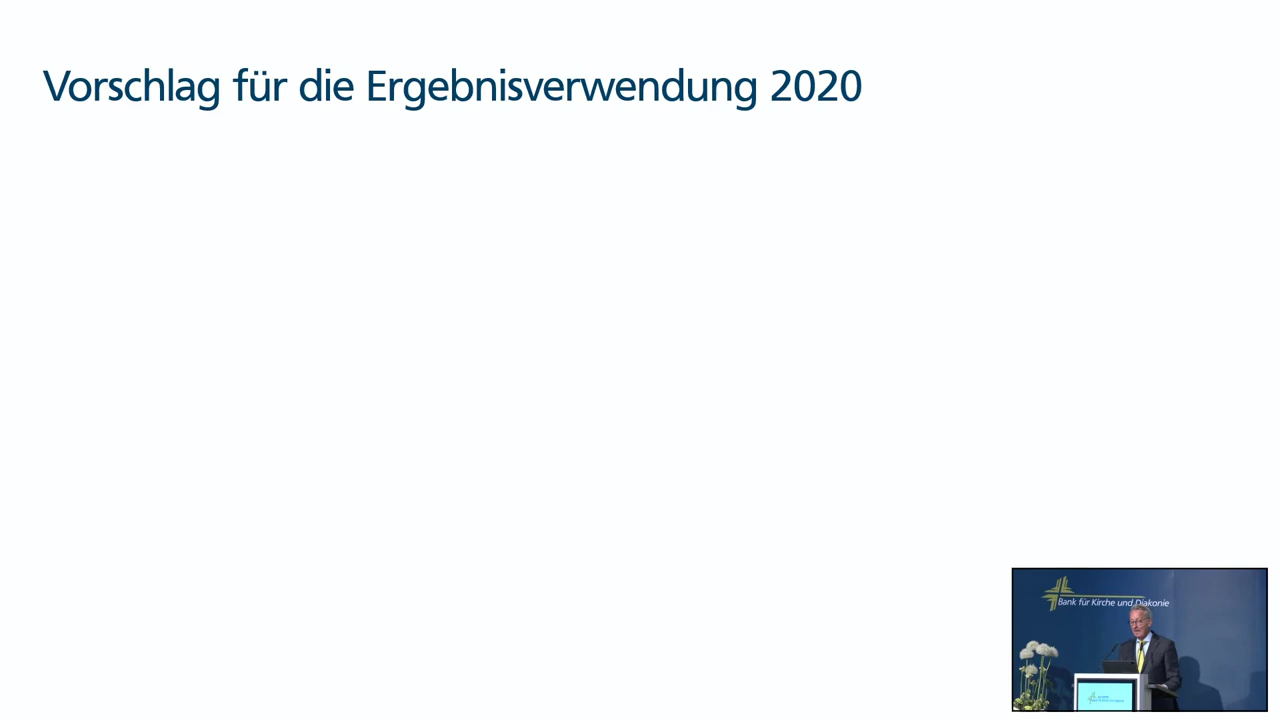 Vorschlag für die Ergebnisverwendung 2020
Bank für Kirche und Diakonie